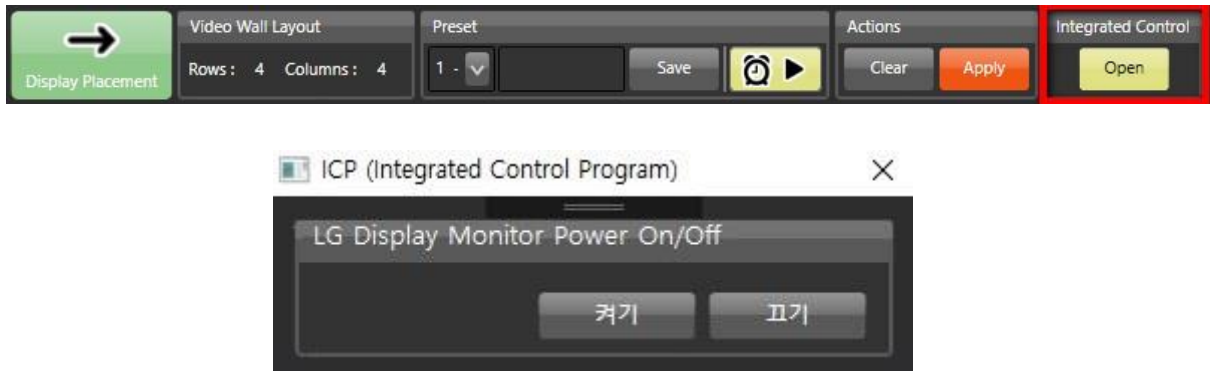 Video Wall Layout
Preset
Actions
Integrated Control
Display Placement
Rows : 4 Columns : 4
1 -
Save
Clear
Apply
Open
ICP (Integrated Control Program)
LG Display Monitor Power On/Off
켜기
끄기